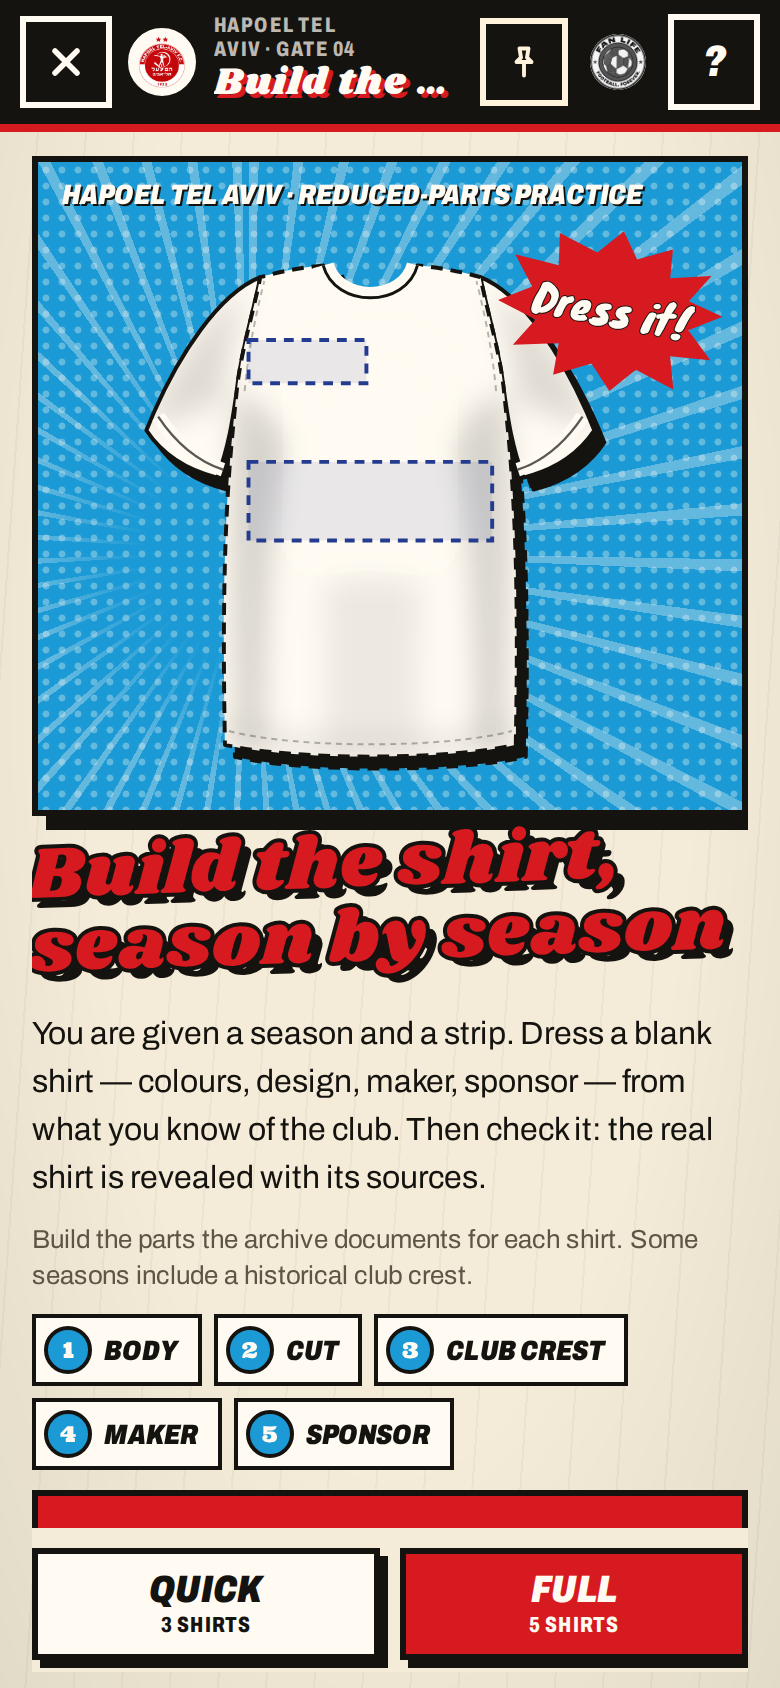 HAPOEL TEL
AVIV · GATE 04
Build the ...
FAN LIFE
FOOTBALL. FOREVER
?
HAPOEL TEL AVIV · REDUCED-PARTS PRACTICE
Dress it!
Build the shirt,
season by season
You are given a season and a strip. Dress a blank
shirt — colours, design, maker, sponsor — from
what you know of the club. Then check it: the real
shirt is revealed with its sources.
Build the parts the archive documents for each shirt. Some
seasons include a historical club crest.
1 BODY
2 CUT
3 CLUB CREST
4 MAKER
5 SPONSOR
QUICK
3 SHIRTS
FULL
5 SHIRTS